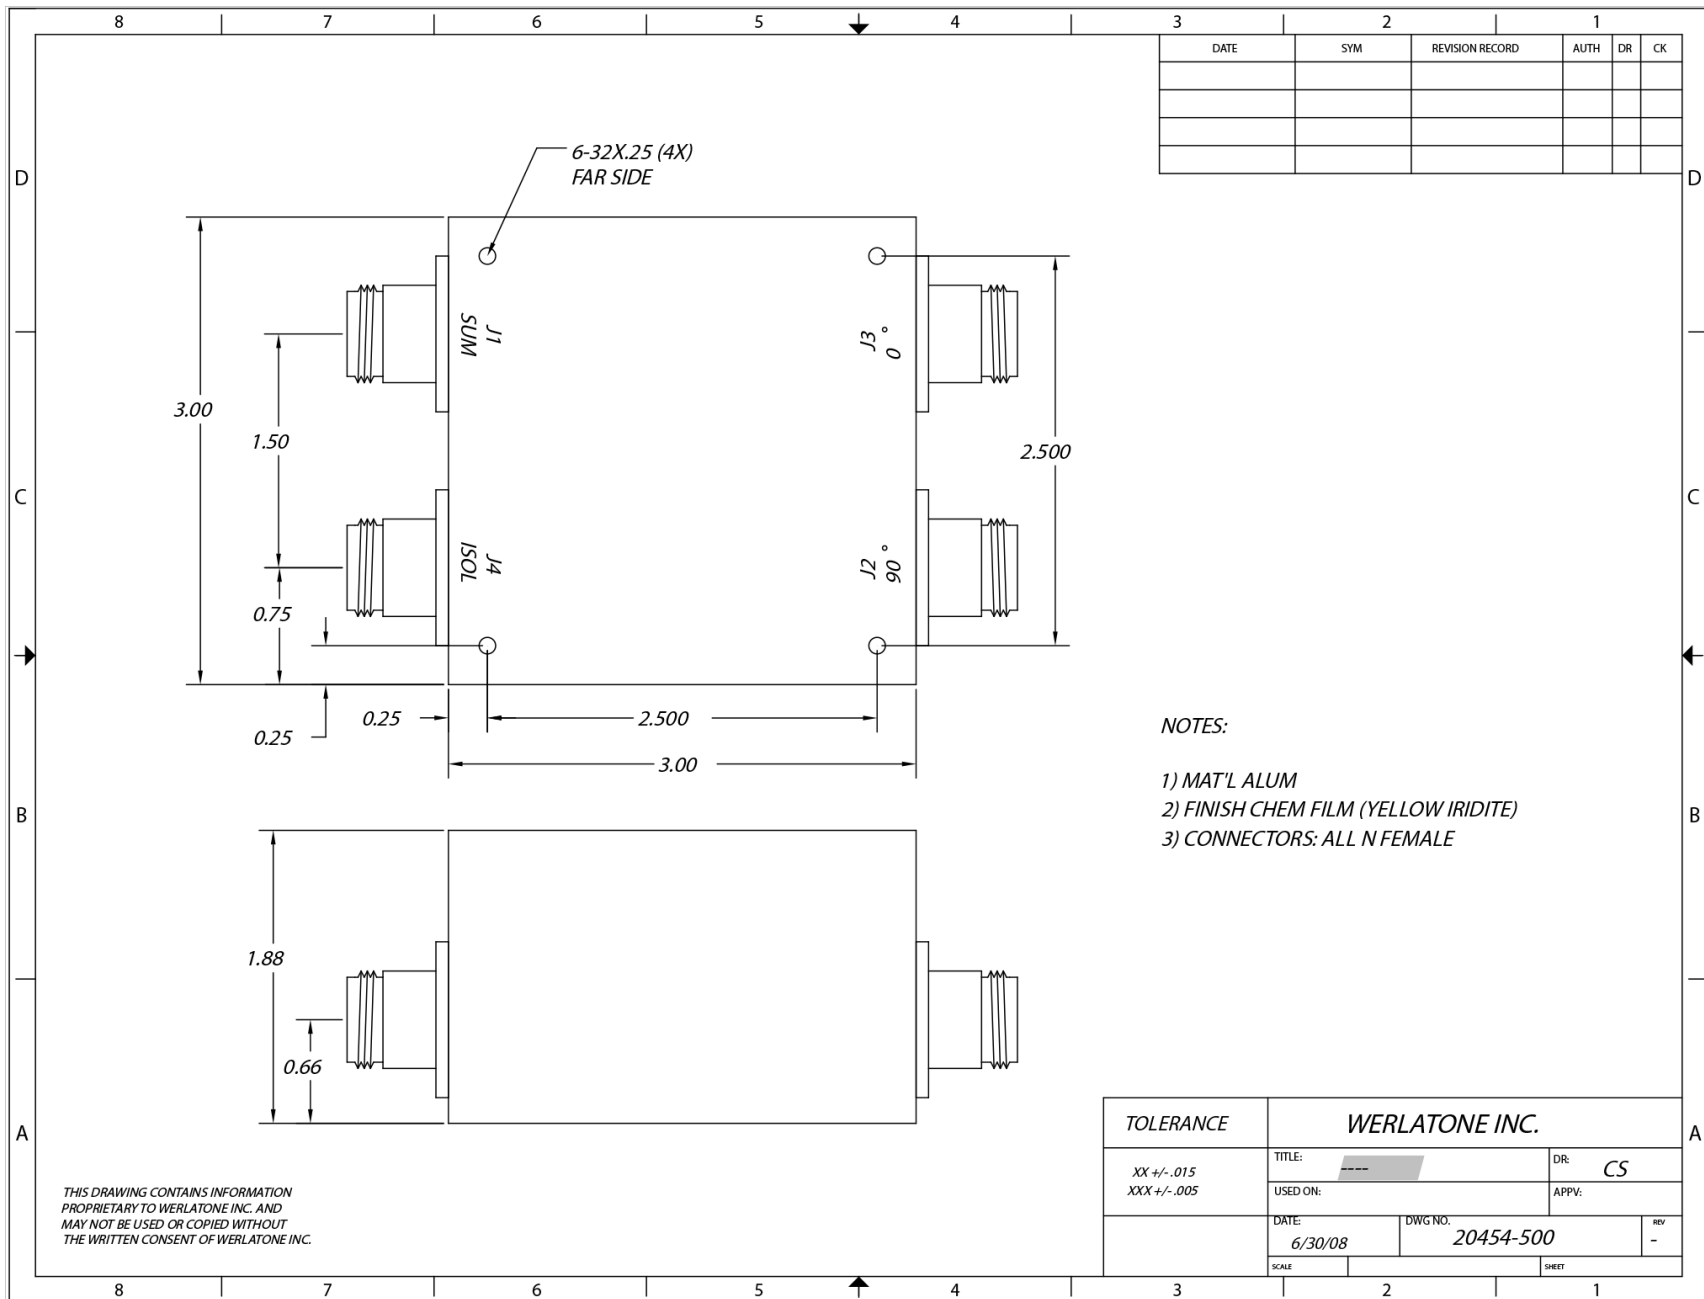 8 7 6 5 4 3 2 1
DATE SYM REVISION RECORD AUTH DR CK
D D
6-32X.25 (4X)
FAR SIDE
J1
SUM
J3
0°
3.00
1.50
2.500
C C
J4
ISOL
J2
90°
0.75
0.25
0.25
2.500
3.00
NOTES:
1) MAT'L ALUM
2) FINISH CHEM FILM (YELLOW IRIDITE)
3) CONNECTORS: ALL N FEMALE
B B
1.88
0.66
A A
TOLERANCE
XX +/- .015
XXX +/- .005
WERLATONE INC.
TITLE: ----
DR: CS
USED ON:
APPV:
DATE: 6/30/08
DWG NO. 20454-500
REV -
SCALE
SHEET
THIS DRAWING CONTAINS INFORMATION
PROPRIETARY TO WERLATONE INC. AND
MAY NOT BE USED OR COPIED WITHOUT
THE WRITTEN CONSENT OF WERLATONE INC.
8 7 6 5 4 3 2 1